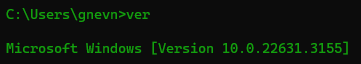 C:\Users\gnevn>ver
Microsoft Windows [Version 10.0.22631.3155]